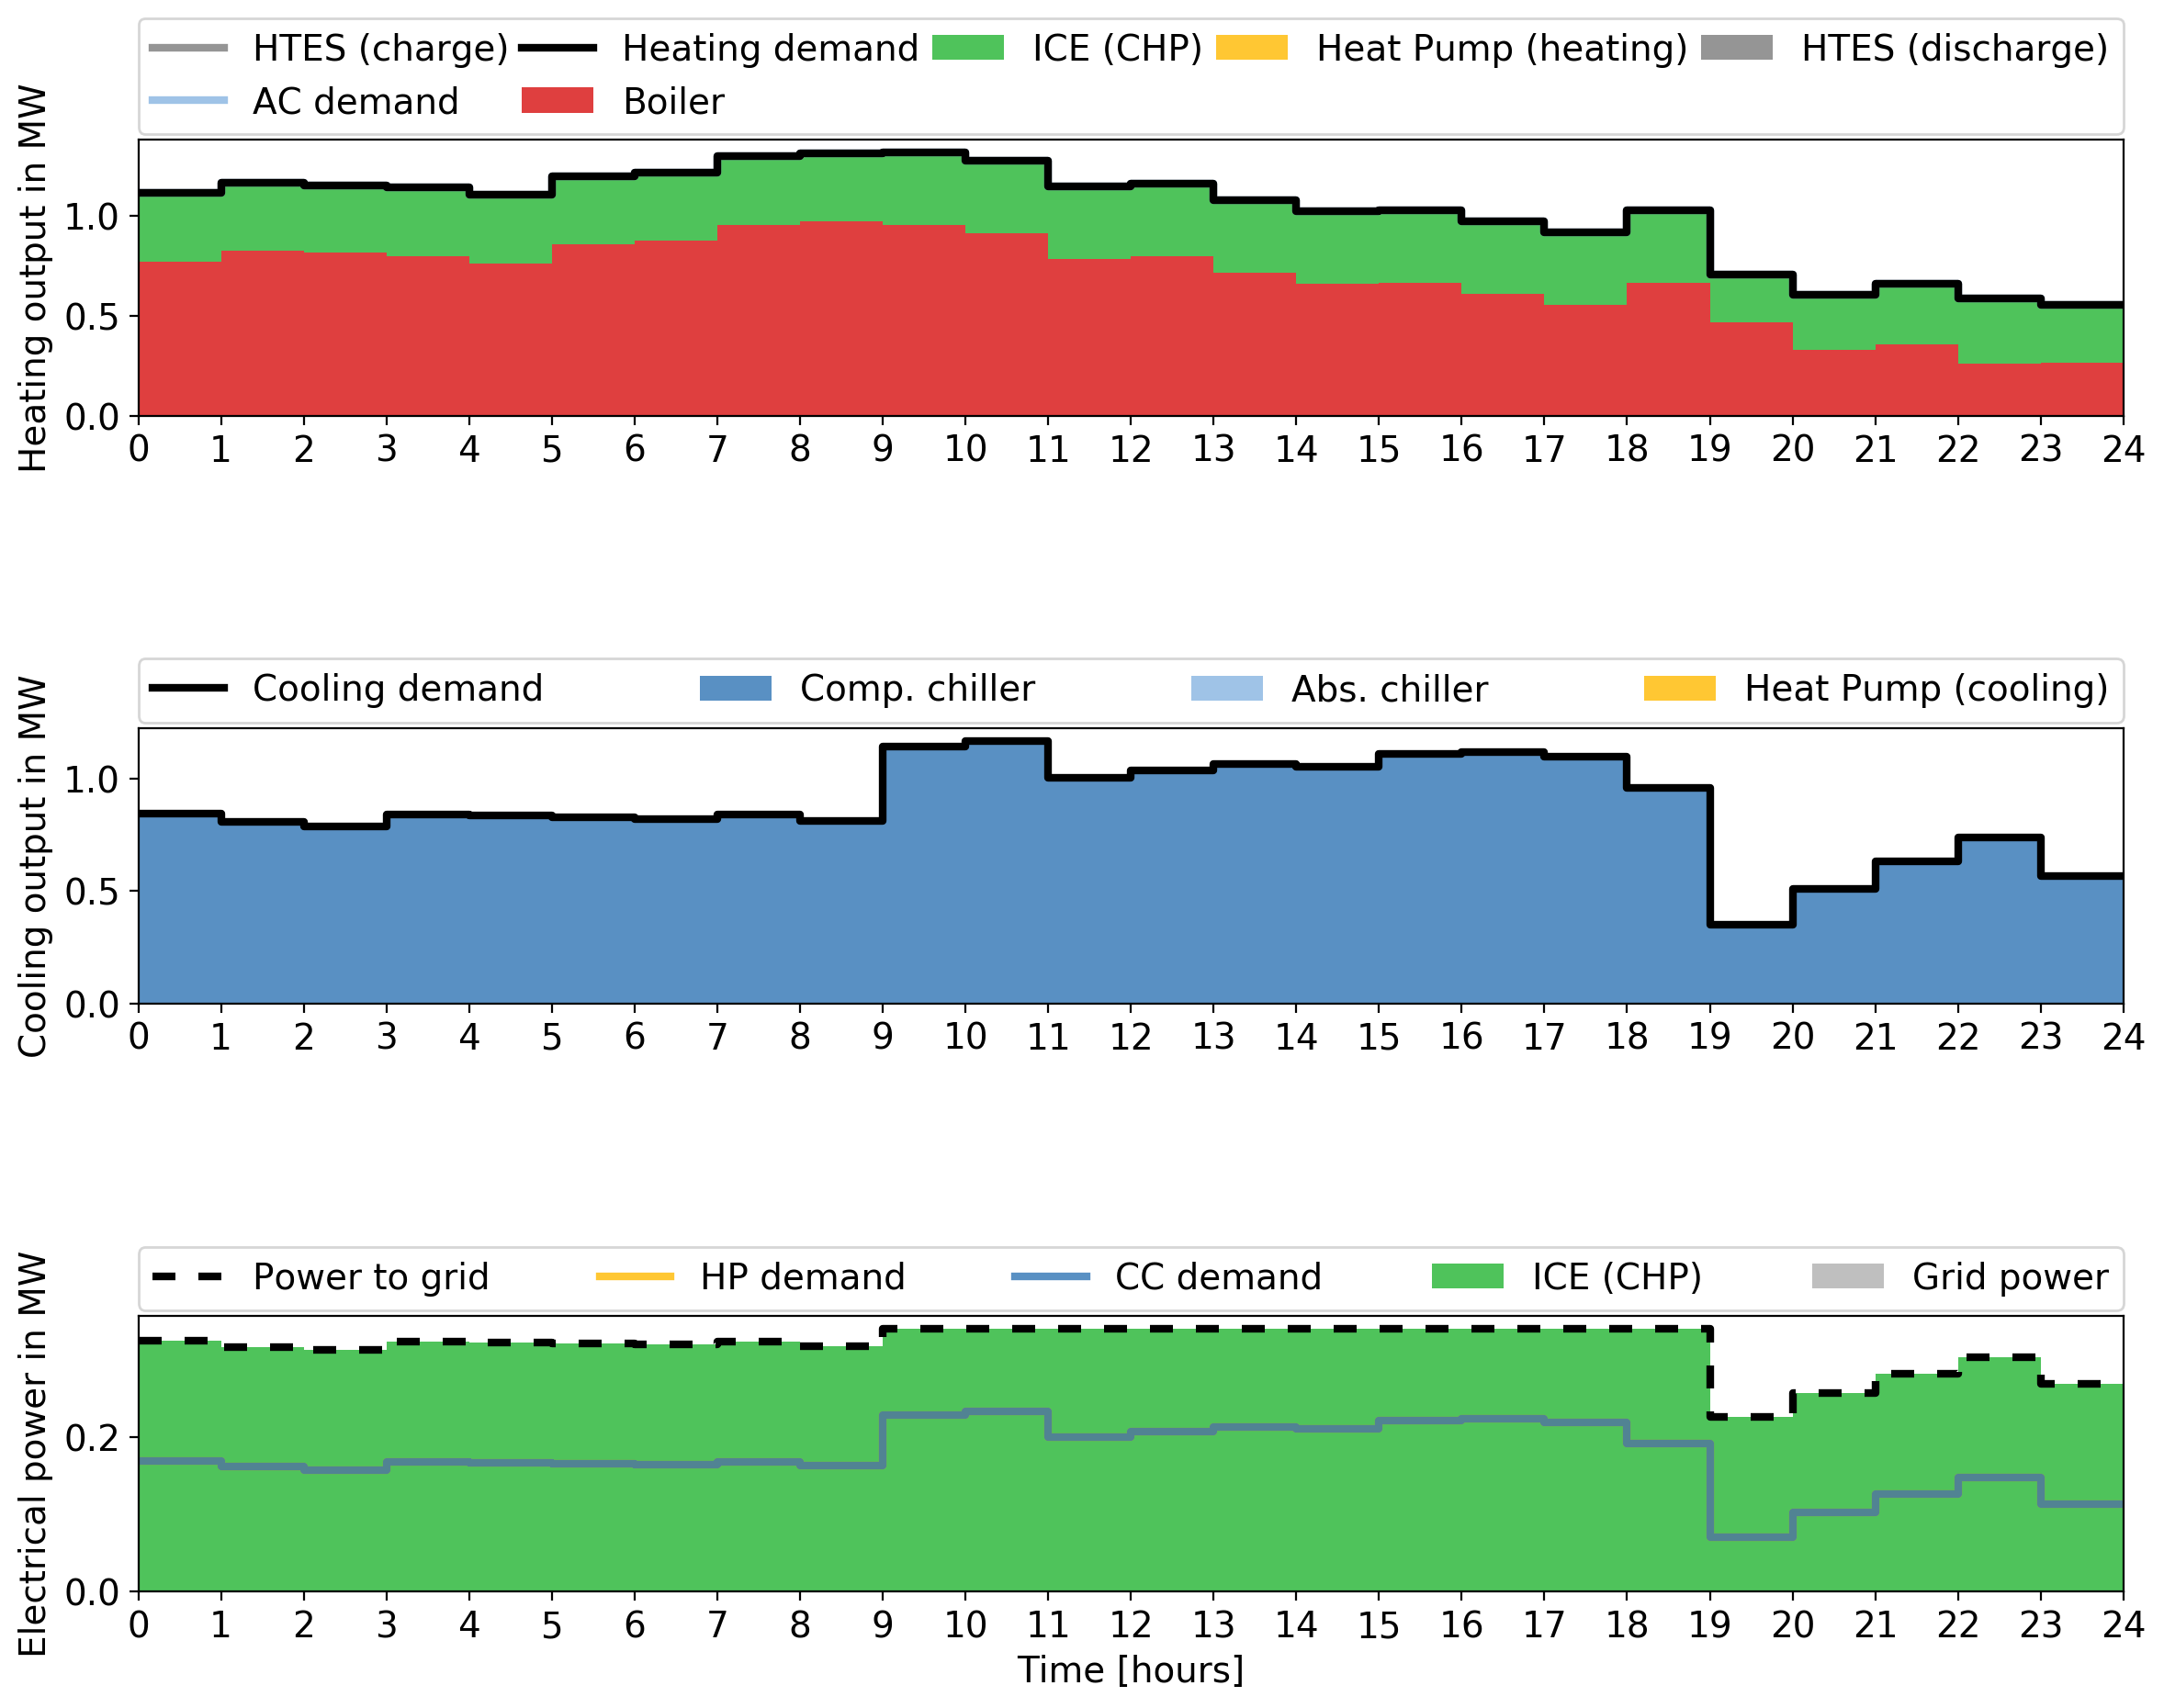 HTES (charge) Heating demand ICE (CHP) Heat Pump (heating) HTES (discharge)
AC demand Boiler
Heating output in MW
1.0
0.5
0.0
0 1 2 3 4 5 6 7 8 9 10 11 12 13 14 15 16 17 18 19 20 21 22 23 24
Cooling demand Comp. chiller Abs. chiller Heat Pump (cooling)
Cooling output in MW
1.0
0.5
0.0
0 1 2 3 4 5 6 7 8 9 10 11 12 13 14 15 16 17 18 19 20 21 22 23 24
Power to grid HP demand CC demand ICE (CHP) Grid power
Electrical power in MW
0.2
0.0
0 1 2 3 4 5 6 7 8 9 10 11 12 13 14 15 16 17 18 19 20 21 22 23 24
Time [hours]